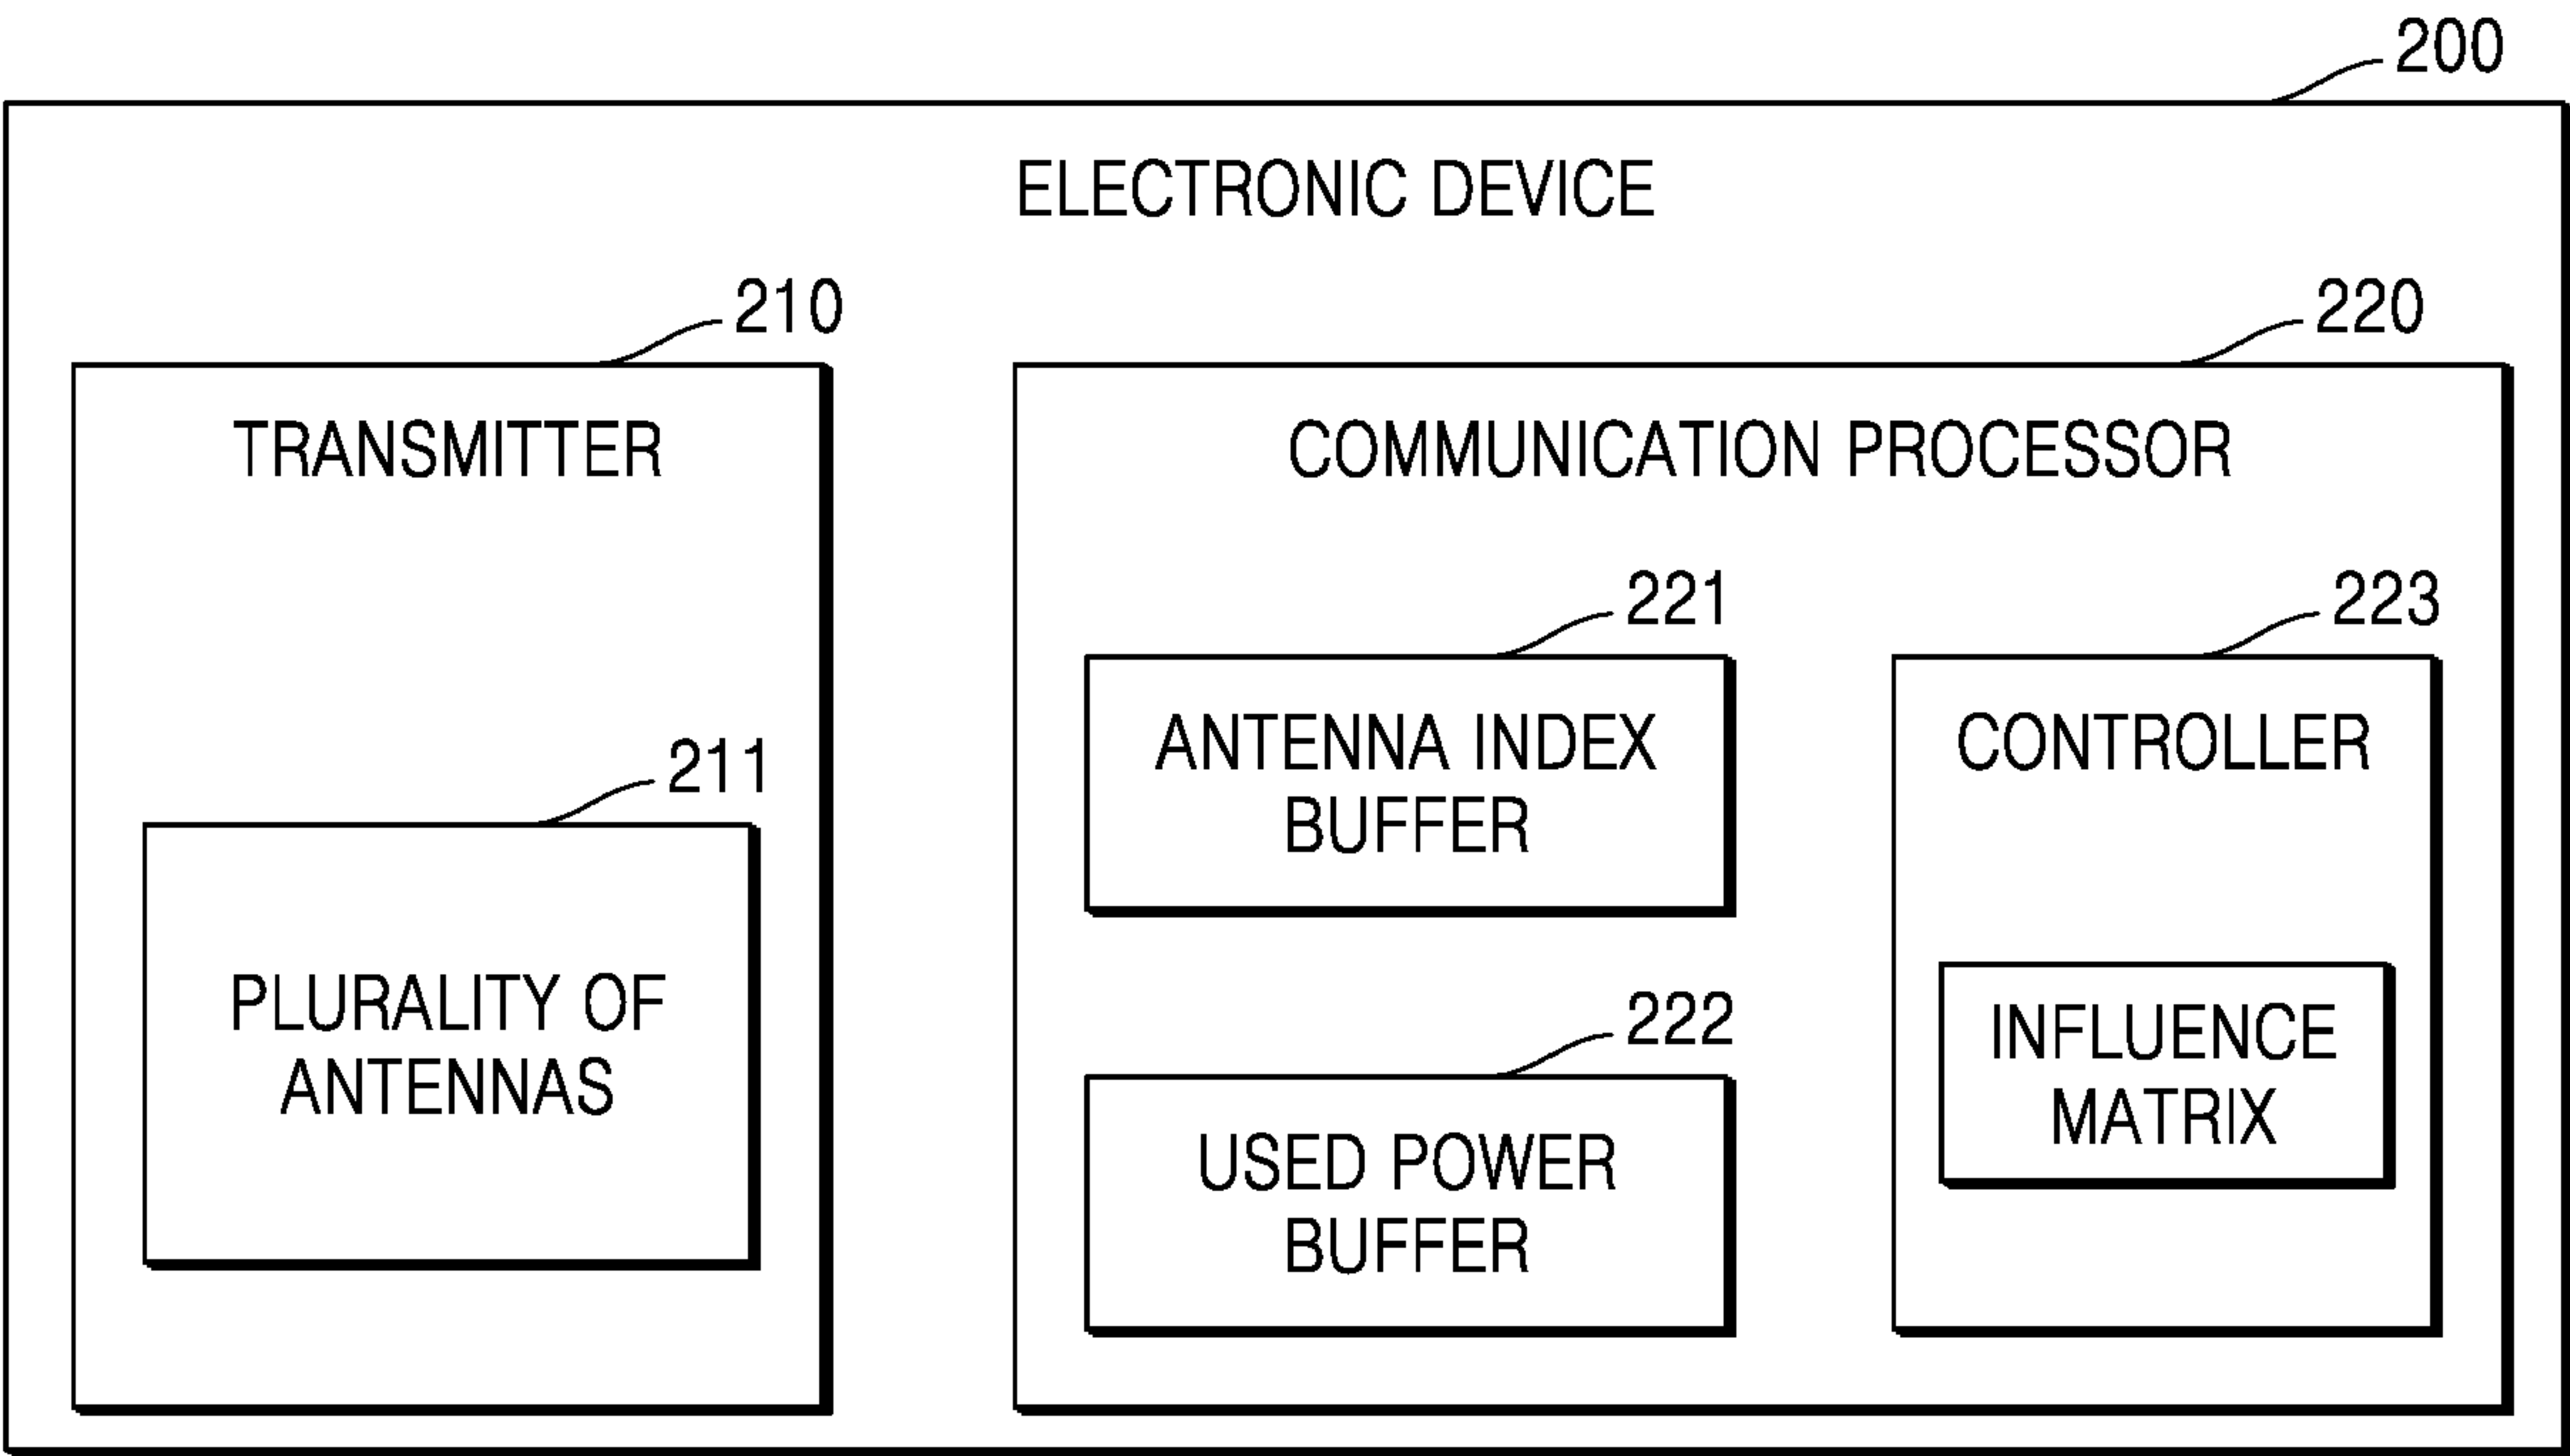 200
ELECTRONIC DEVICE
210
TRANSMITTER
211
PLURALITY OF
ANTENNAS
220
COMMUNICATION PROCESSOR
221
ANTENNA INDEX
BUFFER
222
USED POWER
BUFFER
223
CONTROLLER
INFLUENCE
MATRIX